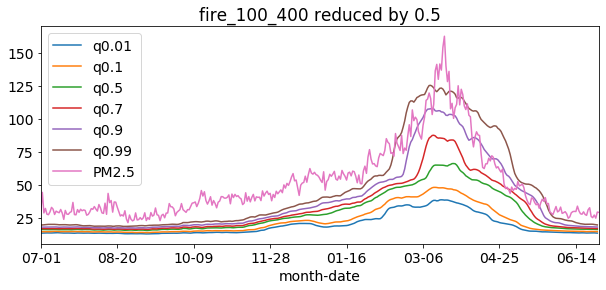 fire_100_400 reduced by 0.5
150
125
100
75
50
25
q0.01
q0.1
q0.5
q0.7
q0.9
q0.99
PM2.5
07-01 08-20 10-09 11-28 01-16 03-06 04-25 06-14
month-date